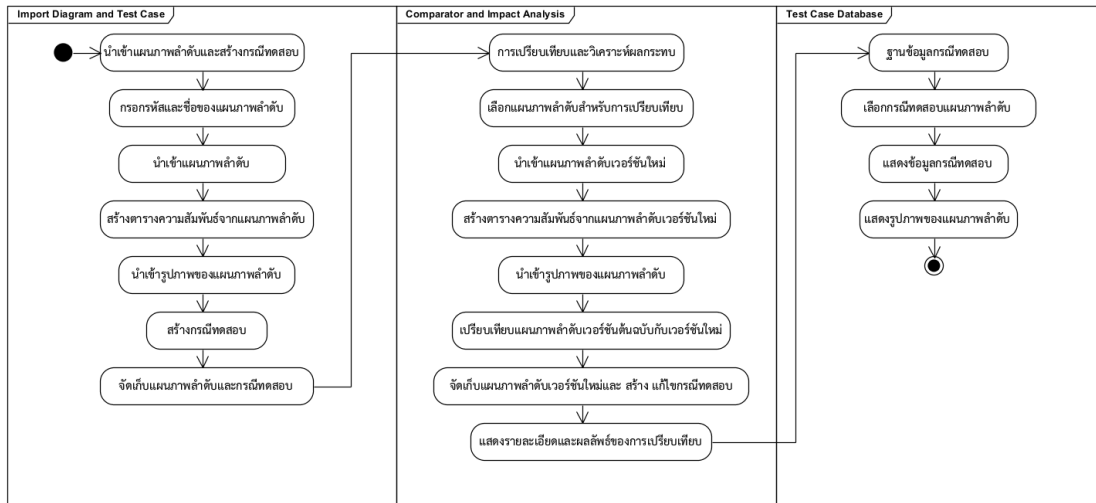 Import Diagram and Test Case
นำเข้าแผนภาพลำดับและสร้างกรณีทดสอบ
กรอกรหัสและชื่อของแผนภาพลำดับ
นำเข้าแผนภาพลำดับ
สร้างตารางความสัมพันธ์จากแผนภาพลำดับ
นำเข้ารูปภาพของแผนภาพลำดับ
สร้างกรณีทดสอบ
จัดเก็บแผนภาพลำดับและกรณีทดสอบ
Comparator and Impact Analysis
การเปรียบเทียบและวิเคราะห์ผลกระทบ
เลือกแผนภาพลำดับสำหรับการเปรียบเทียบ
นำเข้าแผนภาพลำดับเวอร์ชันใหม่
สร้างตารางความสัมพันธ์จากแผนภาพลำดับเวอร์ชันใหม่
นำเข้ารูปภาพของแผนภาพลำดับ
เปรียบเทียบแผนภาพลำดับเวอร์ชันต้นฉบับกับเวอร์ชันใหม่
จัดเก็บแผนภาพลำดับเวอร์ชันใหม่และ สร้าง แก้ไขกรณีทดสอบ
แสดงรายละเอียดและผลลัพธ์ของการเปรียบเทียบ
Test Case Database
ฐานข้อมูลกรณีทดสอบ
เลือกกรณีทดสอบแผนภาพลำดับ
แสดงข้อมูลกรณีทดสอบ
แสดงรูปภาพของแผนภาพลำดับ